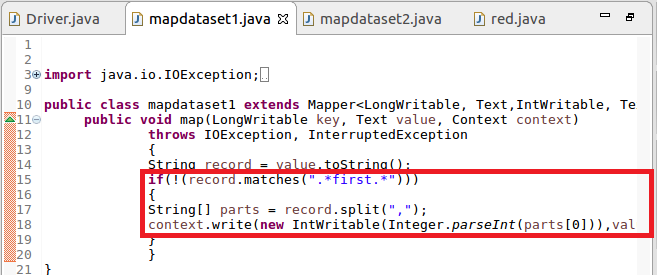 Driver.java mapdataset1.java mapdataset2.java red.java
1
2
3 import java.io.IOException;
9
10 public class mapdataset1 extends Mapper<LongWritable, Text,IntWritable, Te
11 public void map(LongWritable key, Text value, Context context)
12 throws IOException, InterruptedException
13 {
14 String record = value.toString();
15 if(!(record.matches(".*first.*")))
16 {
17 String[] parts = record.split(",");
18 context.write(new IntWritable(Integer.parseInt(parts[0])),val
19 }
20 }
21 }